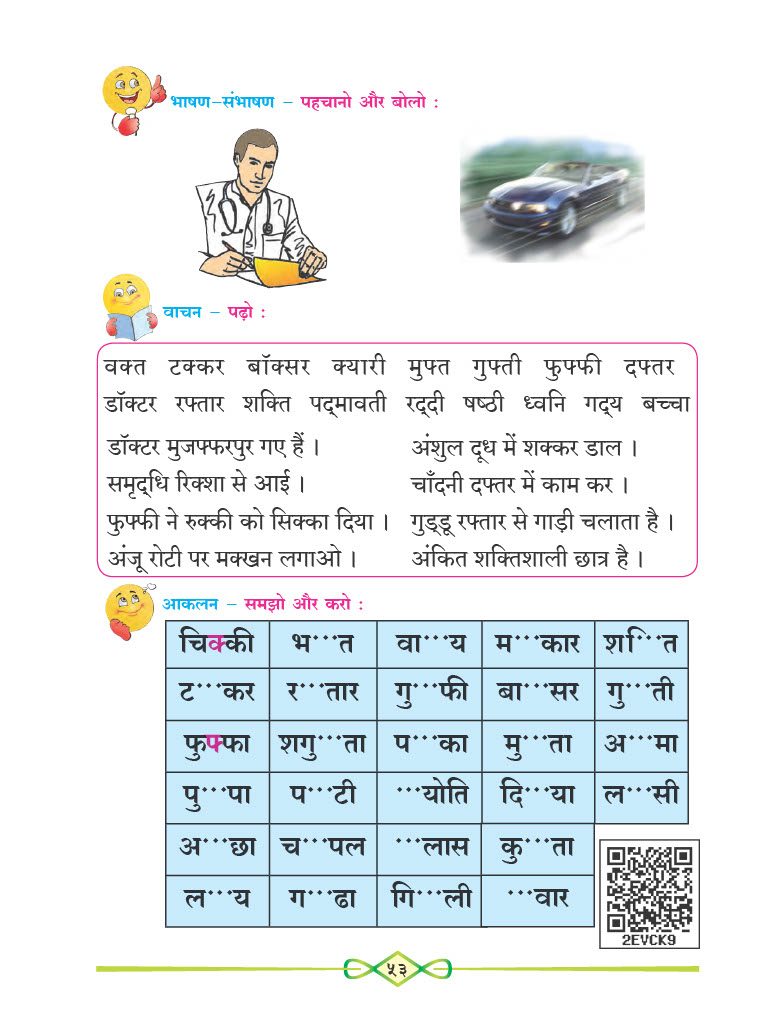 भाषण-संभाषण – पहचानो और बोलो :
वाचन – पढ़ो :
वक्त टक्कर बॉक्सर क्यारी मुफ्त गुफ्ती फुफ्फी दफ्तर
डॉक्टर रफ्तार शक्ति पद्‌मावती रद्‌दी षष्ठी ध्वनि गद्‌य बच्चा
डॉक्टर मुजफ्फरपुर गए हैं । अंशुल दूध में शक्कर डाल ।
समृद्‌धि रिक्शा से आई । चाँदनी दफ्तर में काम कर ।
फुफ्फी ने रुक्की को सिक्का दिया । गुड्‌डू रफ्तार से गाड़ी चलाता है ।
अंजू रोटी पर मक्खन लगाओ । अंकित शक्तिशाली छात्र है ।
आकलन – समझो और करो :
चिक्की भ···त वा···य म···कार शि···त
ट···कर र···तार गु···फी बा···सर गु···ती
फुफ्फा शगु···ता प···का मु···ता अ···मा
पु···पा प···टी ···योति दि···या ल···सी
अ···छा च···पल ···लास कु···ता
ल···य ग···ढा गि···ली ···वार
2EVCK9
५३